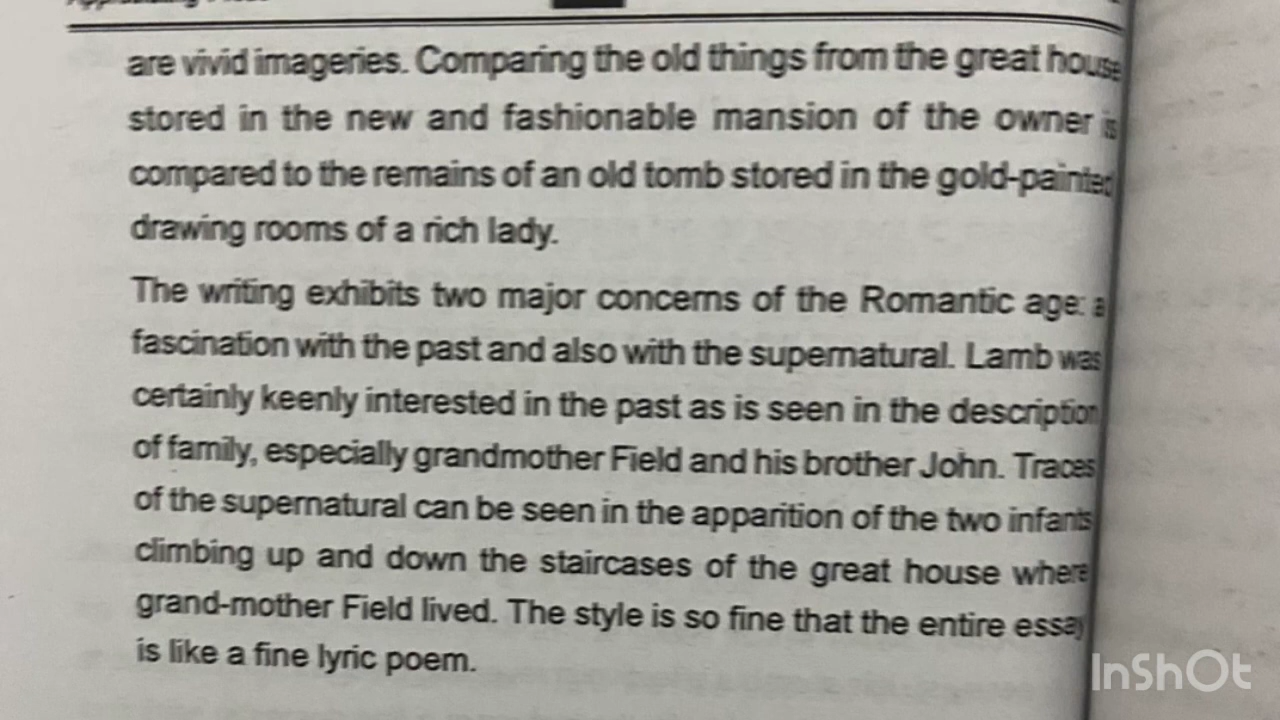 are vivid imageries. Comparing the old things from the great house
stored in the new and fashionable mansion of the owner is
compared to the remains of an old tomb stored in the gold-painted
drawing rooms of a rich lady.
The writing exhibits two major concerns of the Romantic age: a
fascination with the past and also with the supernatural. Lamb was
certainly keenly interested in the past as is seen in the description
of family, especially grandmother Field and his brother John. Traces
of the supernatural can be seen in the apparition of the two infants
climbing up and down the staircases of the great house where
grand-mother Field lived. The style is so fine that the entire essay
is like a fine lyric poem.
InShOt